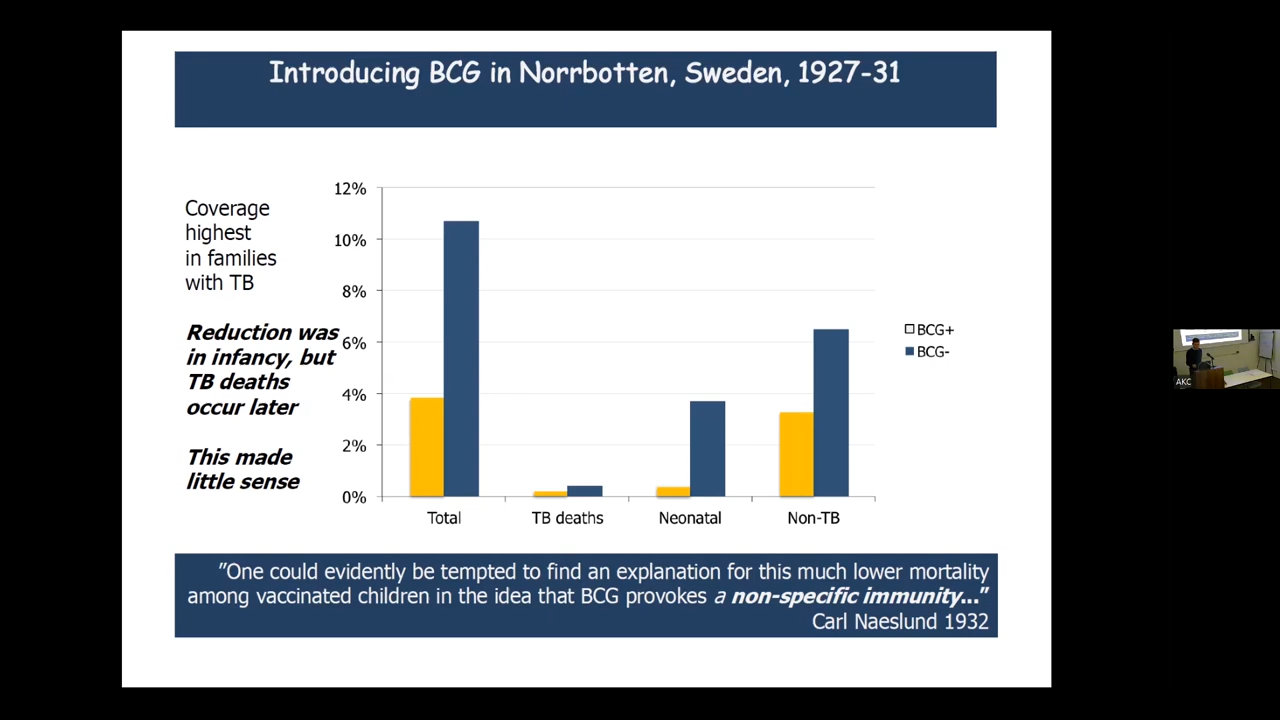 Introducing BCG in Norrbotten, Sweden, 1927-31
Coverage
highest
in families
with TB
Reduction was
in infancy, but
TB deaths
occur later
This made
little sense
12%
10%
8%
6%
4%
2%
0%
Total
TB deaths
Neonatal
Non-TB
BCG+
BCG-
”One could evidently be tempted to find an explanation for this much lower mortality
among vaccinated children in the idea that BCG provokes a non-specific immunity…”
Carl Naeslund 1932
AKC